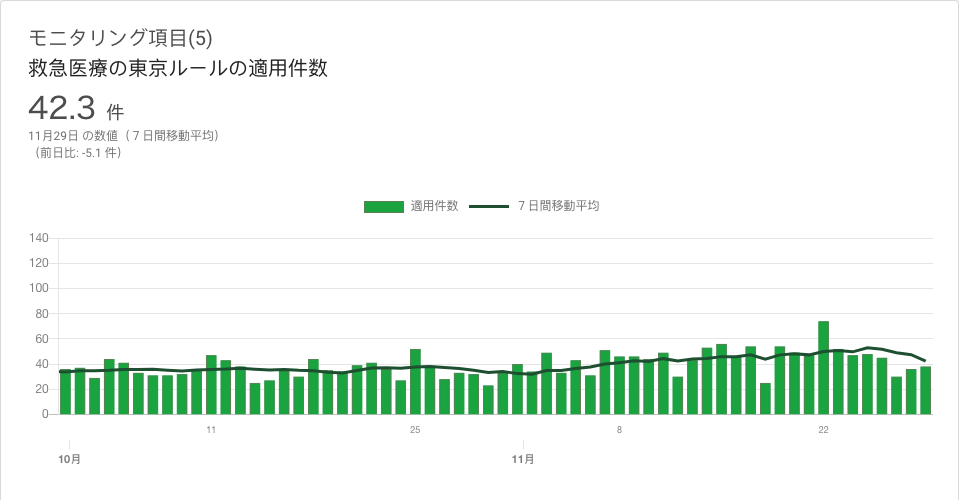 モニタリング項目(5)
救急医療の東京ルールの適用件数
42.3 件
11月29日 の数値（７日間移動平均）
（前日比: -5.1 件）
適用件数 ７日間移動平均
140
120
100
80
60
40
20
0
11 25 8 22
10月 11月